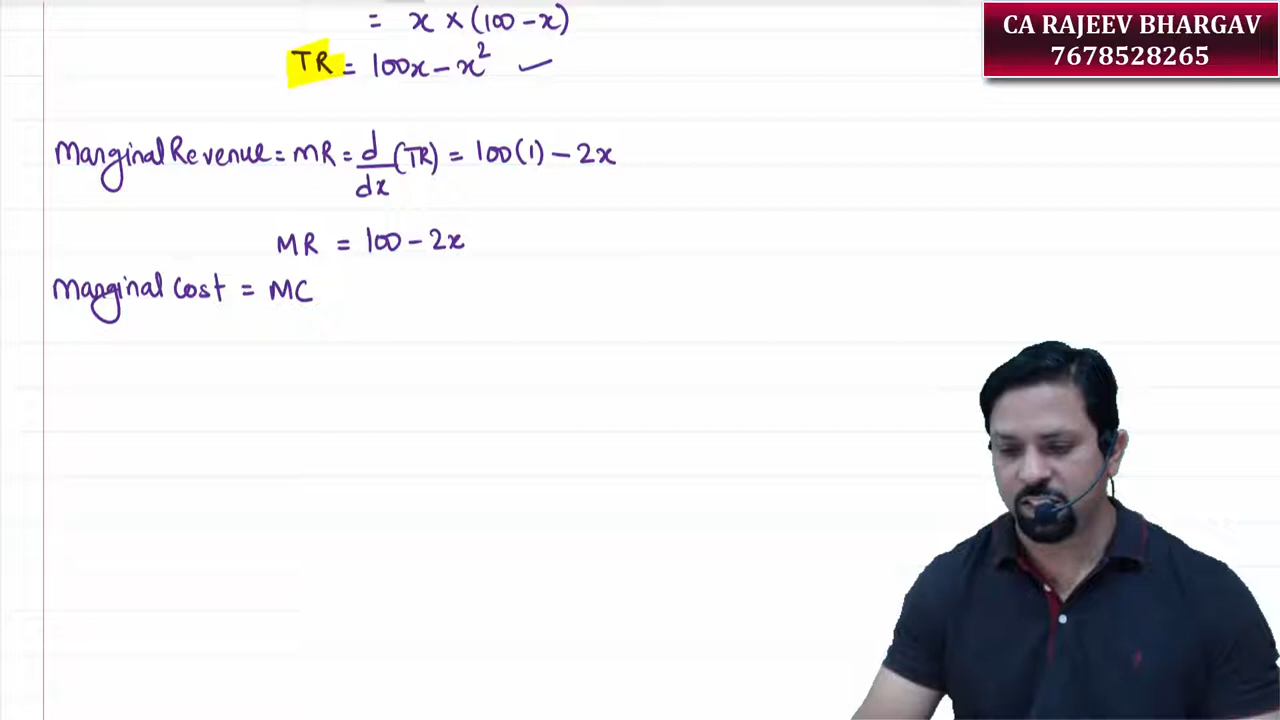 = x × (100 - x)
TR = 100x - x²
Marginal Revenue = MR = d/dx (TR) = 100(1) - 2x
MR = 100 - 2x
Marginal Cost = MC
CA RAJEEV BHARGAV
7678528265